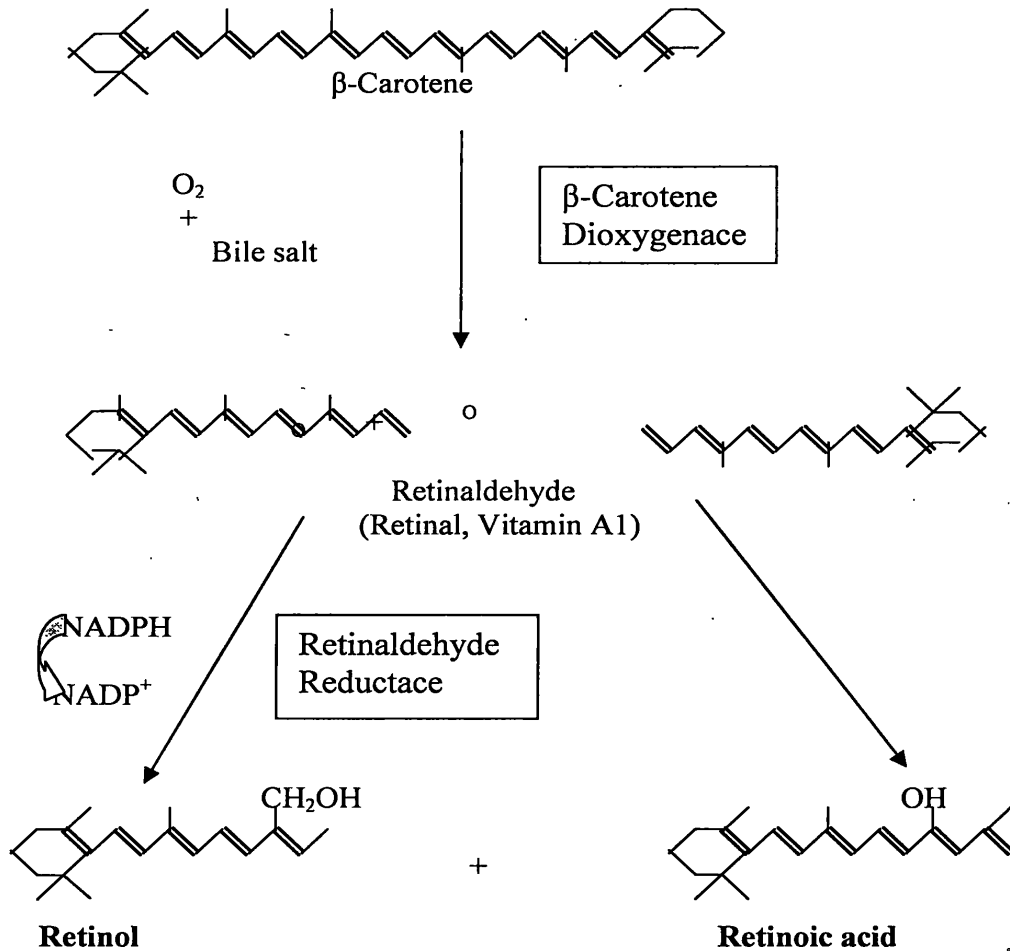 β-Carotene
O₂
+
Bile salt
β-Carotene
Dioxygenace
+
o
o
Retinaldehyde
(Retinal, Vitamin A1)
NADPH
NADP⁺
Retinaldehyde
Reductace
CH₂OH
OH
+
Retinol
Retinoic acid